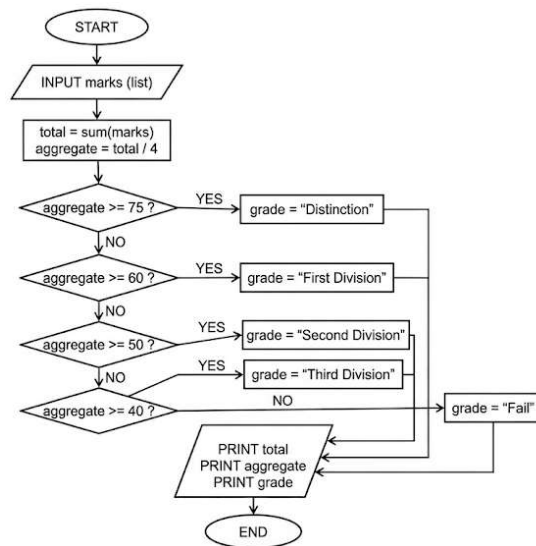 START
INPUT marks (list)
total = sum(marks)
aggregate = total / 4
aggregate >= 75 ?
YES
grade = “Distinction”
NO
aggregate >= 60 ?
YES
grade = “First Division”
NO
aggregate >= 50 ?
YES
grade = “Second Division”
NO
YES
grade = “Third Division”
aggregate >= 40 ?
NO
grade = “Fail”
PRINT total
PRINT aggregate
PRINT grade
END